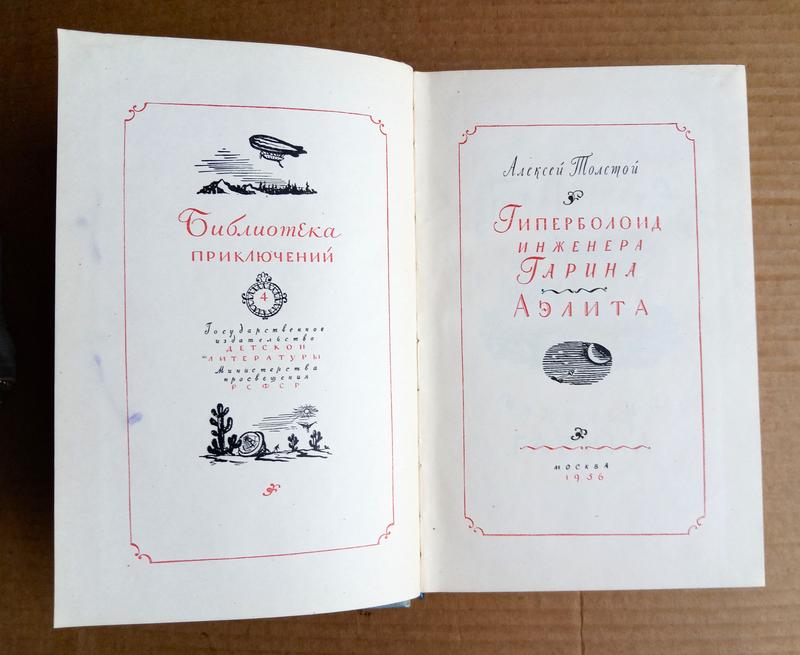 Библиотека
ПРИКЛЮЧЕНИЙ
4
Государственное
издательство
ДЕТСКОЙ
ЛИТЕРАТУРЫ
Министерства
просвещения
РСФСР
Алексей Толстой
Гиперболоид
инженера
Гарина
Аэлита
МОСКВА
1956